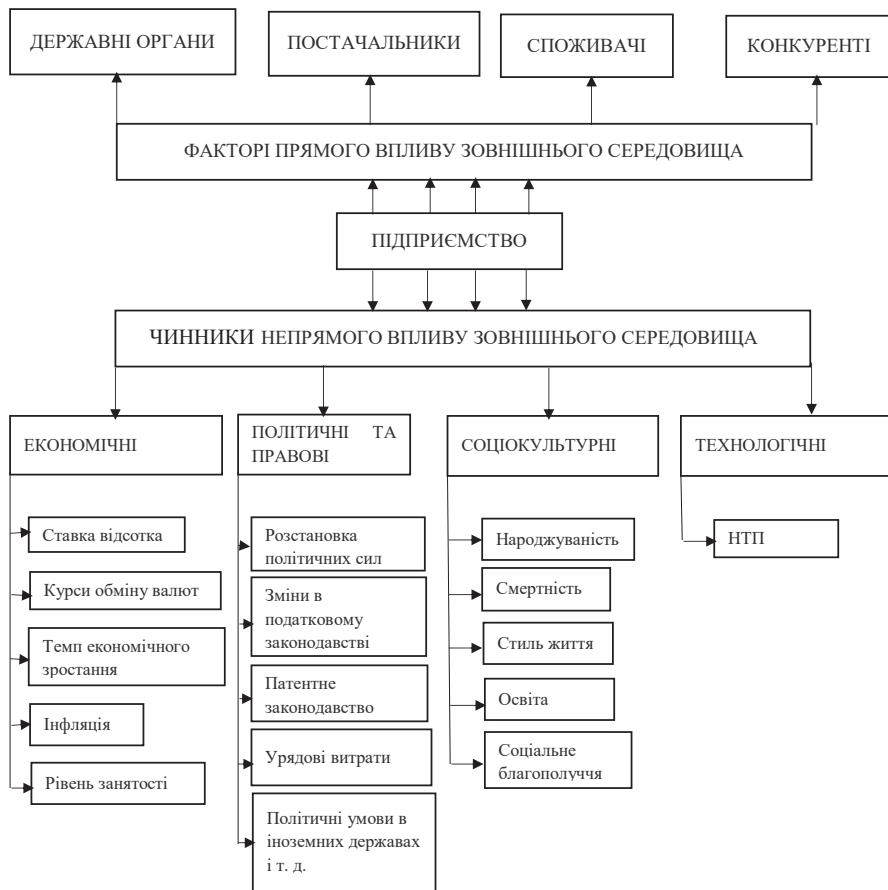 ДЕРЖАВНІ ОРГАНИ
ПОСТАЧАЛЬНИКИ
СПОЖИВАЧІ
КОНКУРЕНТІ
ФАКТОРІ ПРЯМОГО ВПЛИВУ ЗОВНІШНЬОГО СЕРЕДОВИЩА
ПІДПРИЄМСТВО
ЧИННИКИ НЕПРЯМОГО ВПЛИВУ ЗОВНІШНЬОГО СЕРЕДОВИЩА
ЕКОНОМІЧНІ
Ставка відсотка
Курси обміну валют
Темп економічного
зростання
Інфляція
Рівень занятості
ПОЛІТИЧНІ ТА
ПРАВОВІ
Розстановка
політичних сил
Зміни в
податковому
законодавстві
Патентне
законодавство
Урядові витрати
Політичні умови в
іноземних державах
і т. д.
СОЦІОКУЛЬТУРНІ
Народжуваність
Смертність
Стиль життя
Освіта
Соціальне
благополуччя
ТЕХНОЛОГІЧНІ
НТП